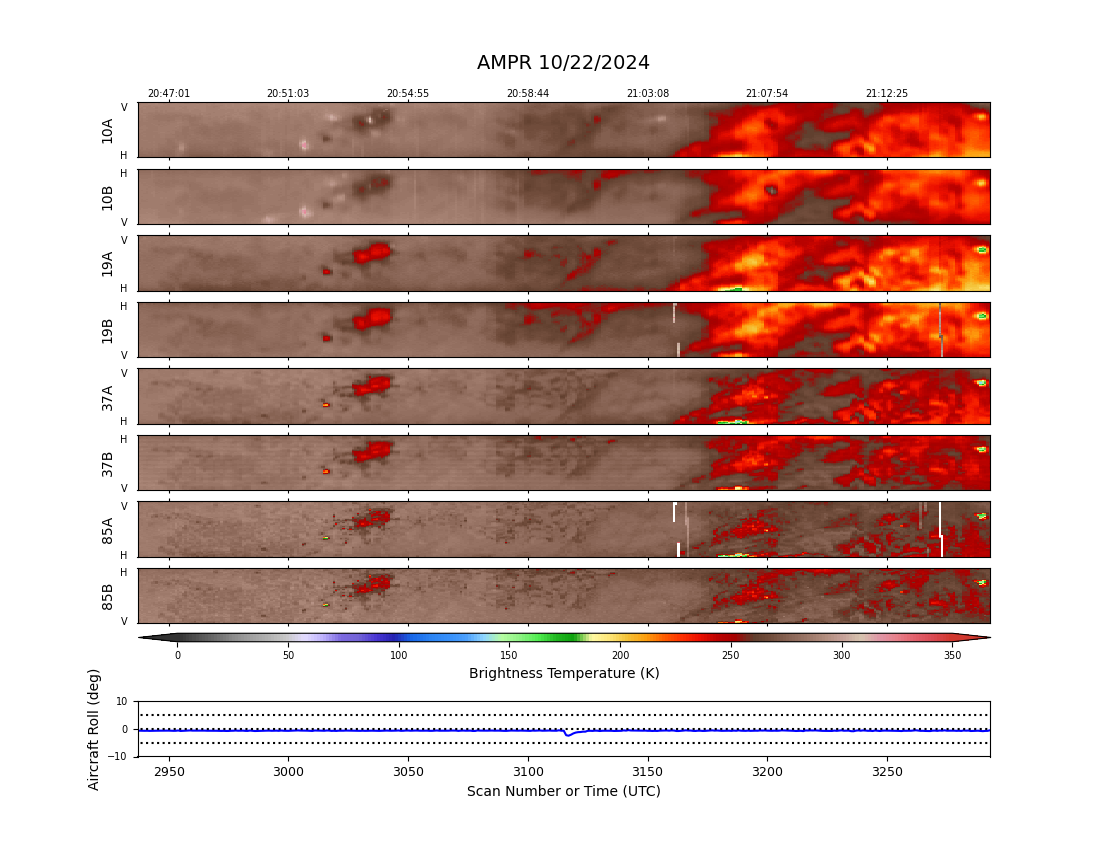 AMPR 10/22/2024
20:47:01 20:51:03 20:54:55 20:58:44 21:03:08 21:07:54 21:12:25
V
10A
H
H
10B
V
V
19A
H
H
19B
V
V
37A
H
H
37B
V
V
85A
H
H
85B
V
0 50 100 150 200 250 300 350
Brightness Temperature (K)
Aircraft Roll (deg)
10
0
−10
2950 3000 3050 3100 3150 3200 3250
Scan Number or Time (UTC)